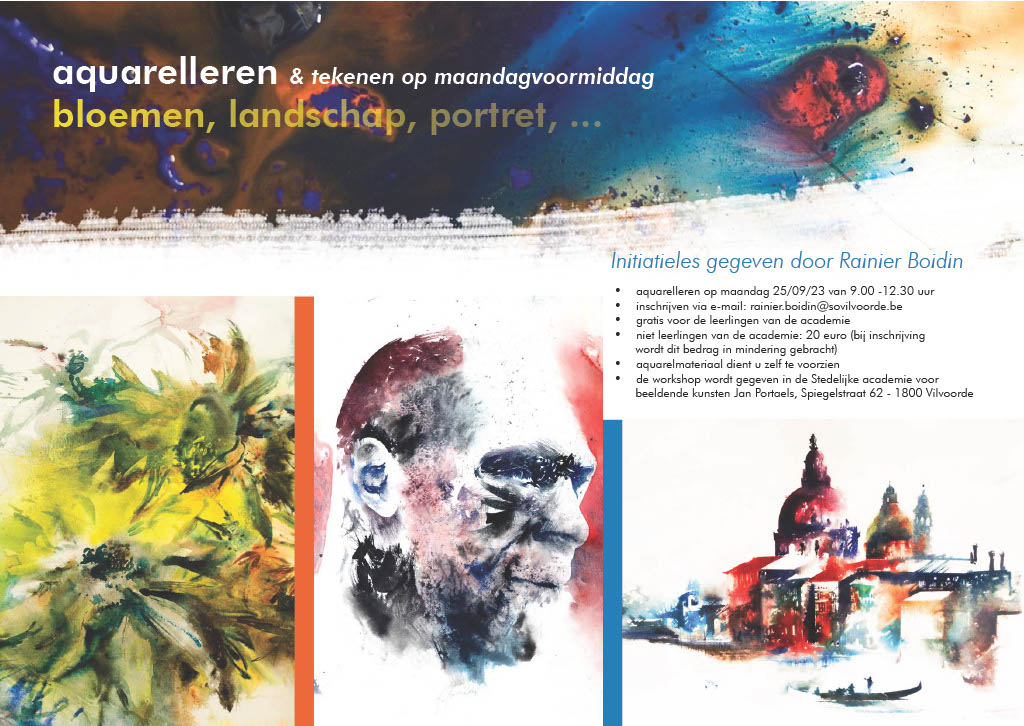 aquarelleren & tekenen op maandagvoormiddag
bloemen, landschap, portret, ...
Initiatieles gegeven door Rainier Boidin
• aquarelleren op maandag 25/09/23 van 9.00 -12.30 uur
• inschrijven via e-mail: rainier.boidin@sovilvoorde.be
• gratis voor de leerlingen van de academie
• niet leerlingen van de academie: 20 euro (bij inschrijving
wordt dit bedrag in mindering gebracht)
• aquarelmateriaal dient u zelf te voorzien
• de workshop wordt gegeven in de Stedelijke academie voor
beeldende kunsten Jan Portaels, Spiegelstraat 62 - 1800 Vilvoorde